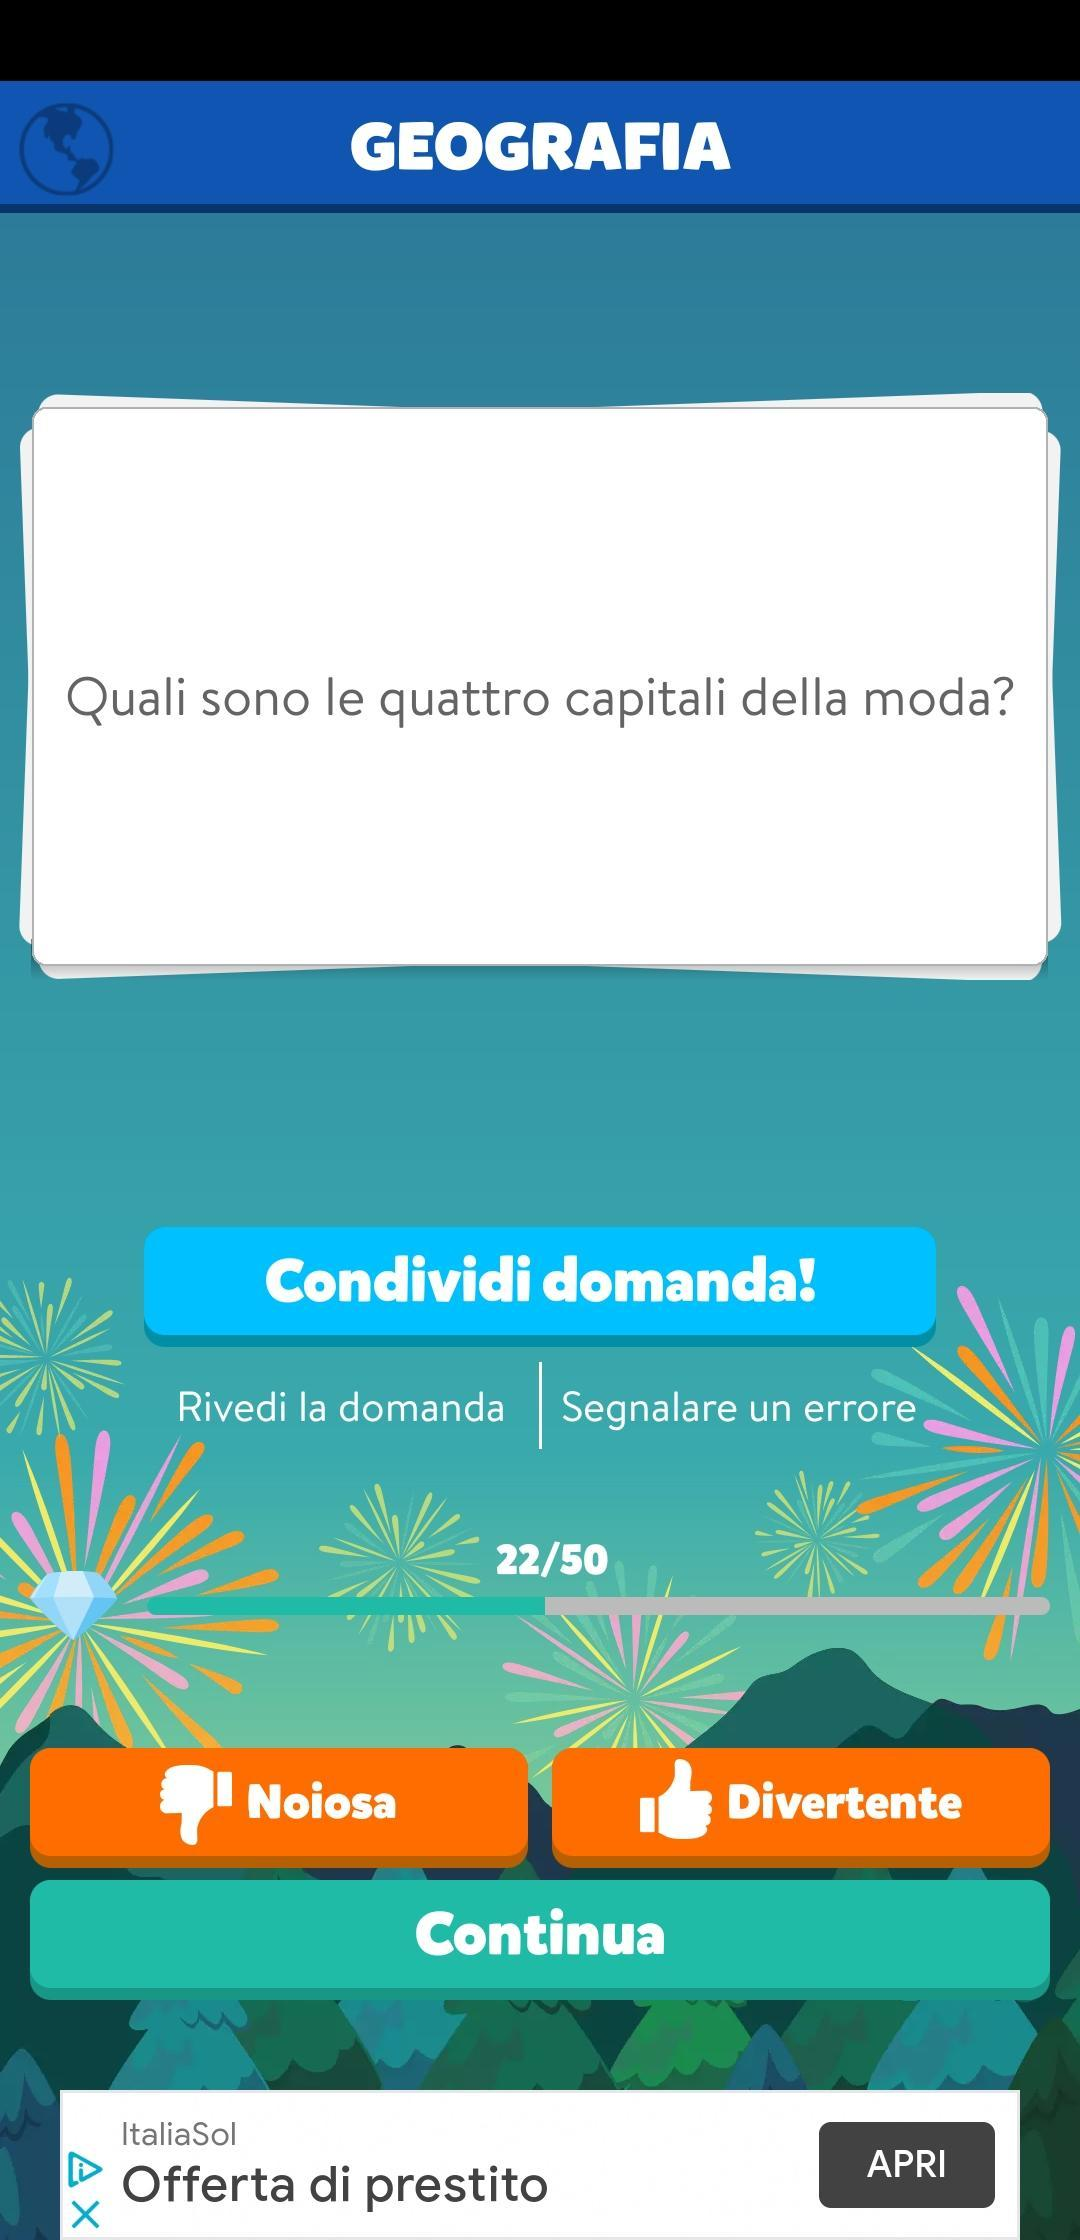 GEOGRAFIA
Quali sono le quattro capitali della moda?
Condividi domanda!
Rivedi la domanda
Segnalare un errore
22/50
Noiosa
Divertente
Continua
ItaliaSol
Offerta di prestito
APRI